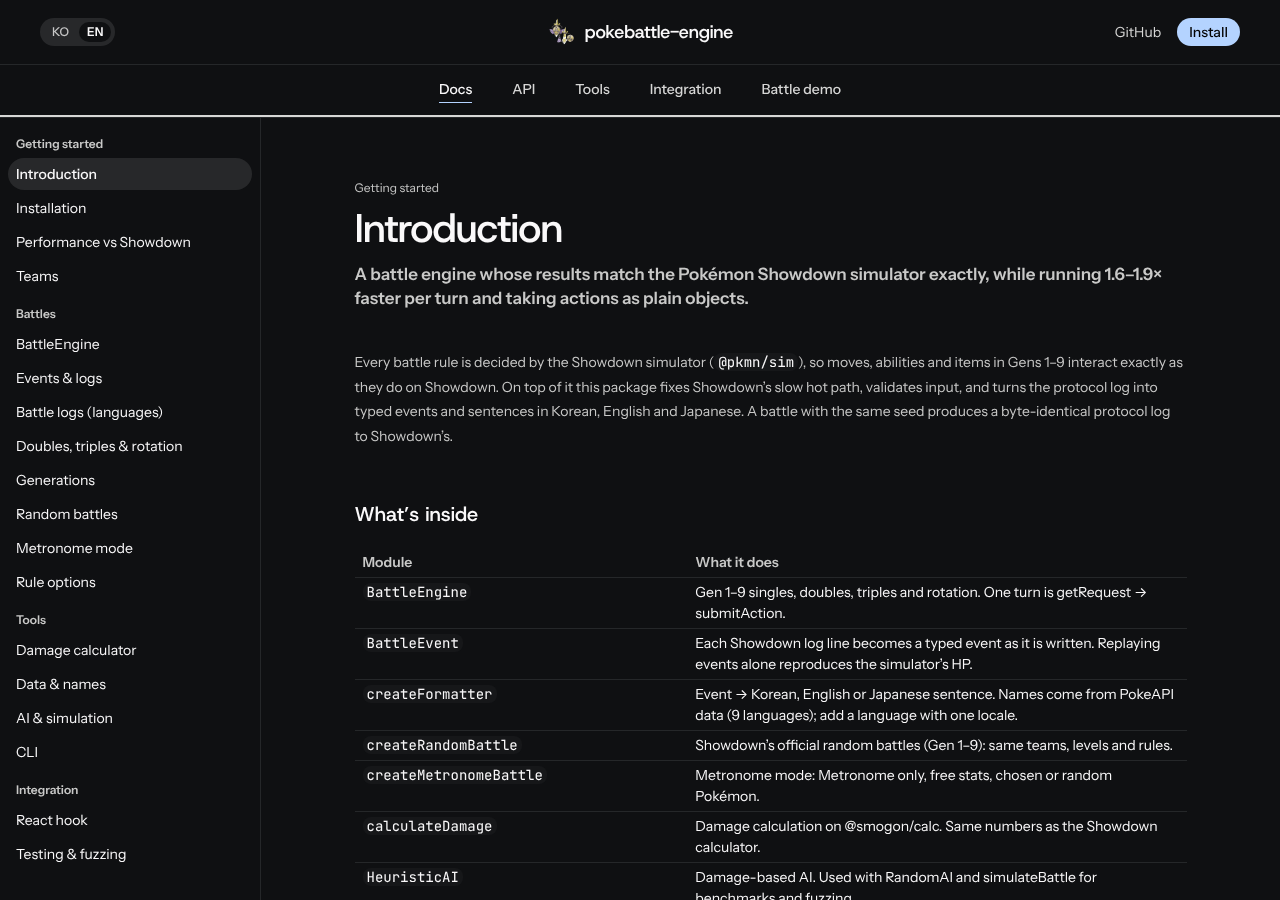 KO EN
pokebattle-engine
GitHub Install
Docs API Tools Integration Battle demo
Getting started
Introduction
Installation
Performance vs Showdown
Teams
Battles
BattleEngine
Events & logs
Battle logs (languages)
Doubles, triples & rotation
Generations
Random battles
Metronome mode
Rule options
Tools
Damage calculator
Data & names
AI & simulation
CLI
Integration
React hook
Testing & fuzzing
Getting started
Introduction
A battle engine whose results match the Pokémon Showdown simulator exactly, while running 1.6–1.9×
faster per turn and taking actions as plain objects.
Every battle rule is decided by the Showdown simulator ( @pkmn/sim ), so moves, abilities and items in Gens 1–9 interact exactly as
they do on Showdown. On top of it this package fixes Showdown's slow hot path, validates input, and turns the protocol log into
typed events and sentences in Korean, English and Japanese. A battle with the same seed produces a byte-identical protocol log
to Showdown's.
What's inside
Module What it does
BattleEngine Gen 1–9 singles, doubles, triples and rotation. One turn is getRequest →
submitAction.
BattleEvent Each Showdown log line becomes a typed event as it is written. Replaying
events alone reproduces the simulator's HP.
createFormatter Event → Korean, English or Japanese sentence. Names come from PokeAPI
data (9 languages); add a language with one locale.
createRandomBattle Showdown's official random battles (Gen 1–9): same teams, levels and rules.
createMetronomeBattle Metronome mode: Metronome only, free stats, chosen or random
Pokémon.
calculateDamage Damage calculation on @smogon/calc. Same numbers as the Showdown
calculator.
HeuristicAI Damage-based AI. Used with RandomAI and simulateBattle for
benchmarks and fuzzing.